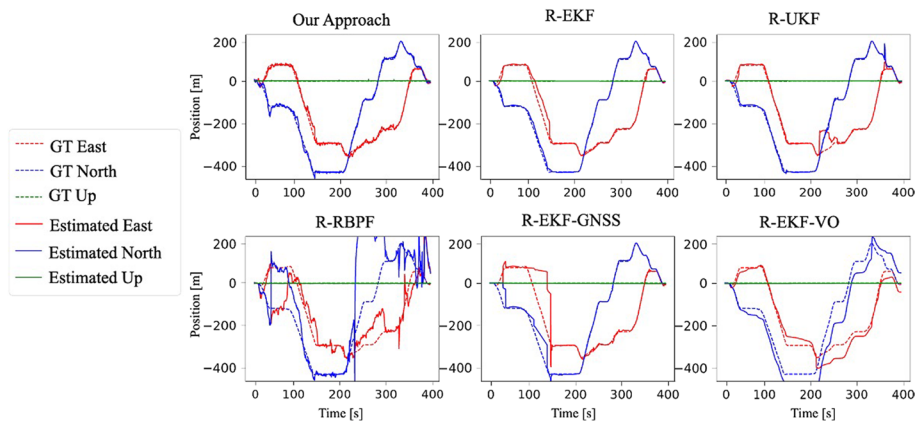 Our Approach
R-EKF
R-UKF
200
0
−200
−400
Position [m]
0 100 200 300 400
200
0
−200
−400
0 100 200 300 400
200
0
−200
−400
0 100 200 300 400
GT East
GT North
GT Up
Estimated East
Estimated North
Estimated Up
R-RBPF
R-EKF-GNSS
R-EKF-VO
200
0
−200
−400
Position [m]
0 100 200 300 400
Time [s]
200
0
−200
−400
0 100 200 300 400
Time [s]
200
0
−200
−400
0 100 200 300 400
Time [s]